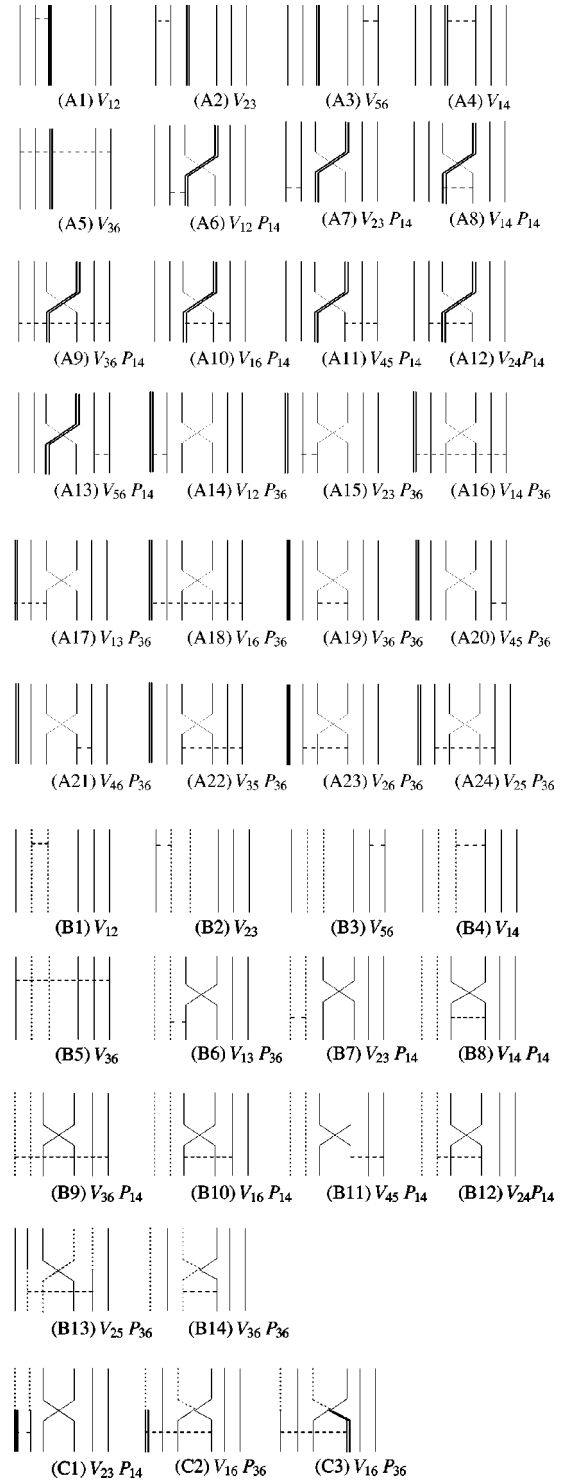 (A1) V12 (A2) V23 (A3) V56 (A4) V14
(A5) V36 (A6) V12 P14 (A7) V23 P14 (A8) V14 P14
(A9) V36 P14 (A10) V16 P14 (A11) V45 P14 (A12) V24P14
(A13) V56 P14 (A14) V12 P36 (A15) V23 P36 (A16) V14 P36
(A17) V13 P36 (A18) V16 P36 (A19) V36 P36 (A20) V45 P36
(A21) V46 P36 (A22) V35 P36 (A23) V26 P36 (A24) V25 P36
(B1) V12 (B2) V23 (B3) V56 (B4) V14
(B5) V36 (B6) V13 P36 (B7) V23 P14 (B8) V14 P14
(B9) V36 P14 (B10) V16 P14 (B11) V45 P14 (B12) V24P14
(B13) V25 P36 (B14) V36 P36
(C1) V23 P14 (C2) V16 P36 (C3) V16 P36